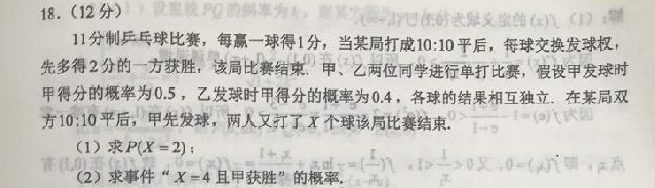 18.(12分)
11分制乒乓球比赛，每赢一球得1分，当某局打成10:10平后，每球交换发球权，
先多得2分的一方获胜，该局比赛结束. 甲、乙两位同学进行单打比赛，假设甲发球时
甲得分的概率为0.5，乙发球时甲得分的概率为0.4，各球的结果相互独立. 在某局双
方10:10平后，甲先发球，两人又打了X个球该局比赛结束.
(1) 求P(X=2)；
(2) 求事件“X=4且甲获胜”的概率.